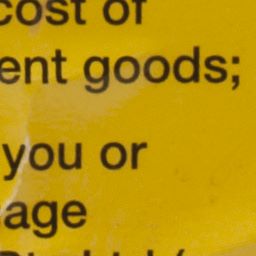 cost of
ent goods;
you or
age